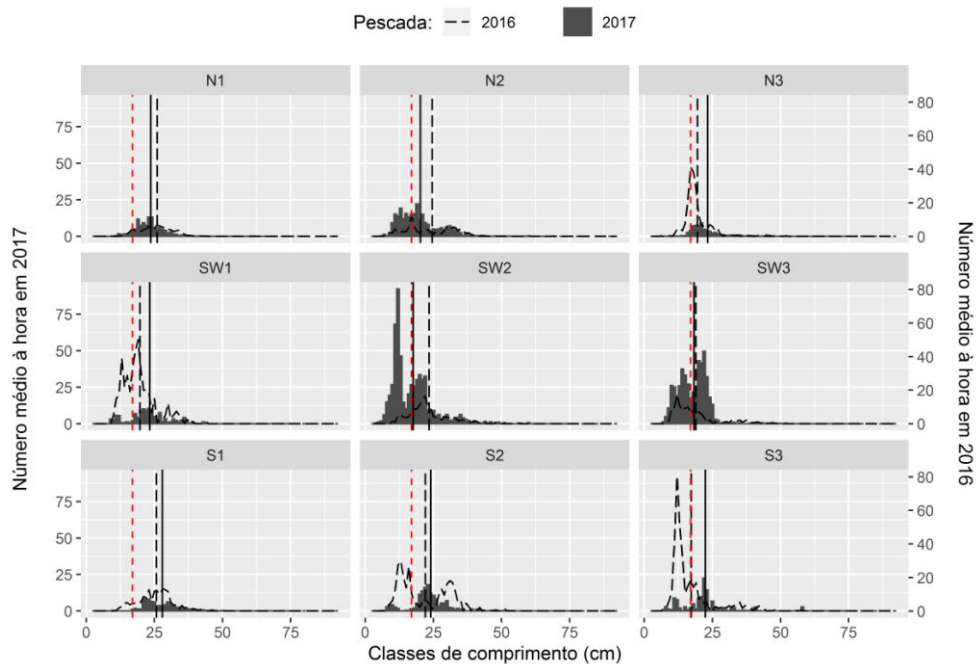 Pescada: 2016 2017
N1 N2 N3
75 50 25 0
80 60 40 20 0
SW1 SW2 SW3
75 50 25 0
80 60 40 20 0
S1 S2 S3
75 50 25 0
80 60 40 20 0
0 25 50 75 0 25 50 75 0 25 50 75
Número médio à hora em 2017
Número médio à hora em 2016
Classes de comprimento (cm)